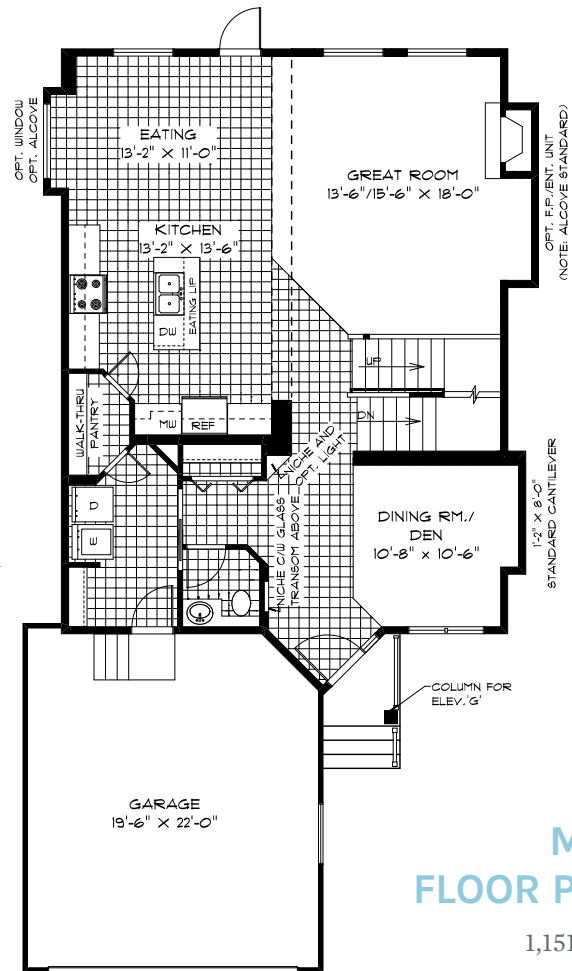 OPT. WINDOW
OPT. ALCOVE
EATING
13'-2" X 11'-0"
GREAT ROOM
13'-6"/15'-6" X 18'-0"
OPT. F.P./ENT. UNIT
(NOTE: ALCOVE STANDARD)
KITCHEN
13'-2" X 13'-6"
DW
EATING LIP
UP
WALK-THRU
PANTRY
MW
REF
DN
NICHE AND
OPT. LIGHT
NICHE C/W GLASS
TRANSOM ABOVE
D
DINING RM./
DEN
10'-8" x 10'-6"
1'-2" X 8'-0"
STANDARD CANTILEVER
COLUMN FOR
ELEV. 'G'
GARAGE
19'-6" X 22'-0"
M
FLOOR P
1,151